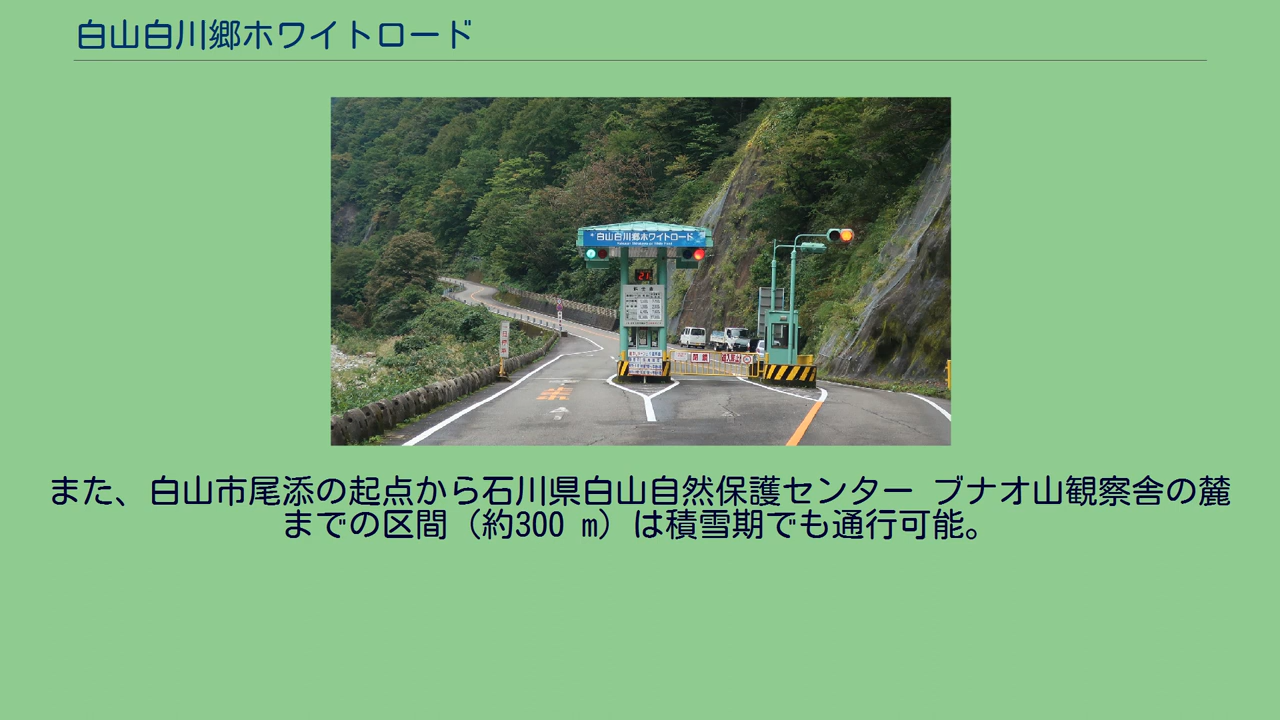 白山白川郷ホワイトロード
白山白川郷ホワイトロード
また、白山市尾添の起点から石川県白山自然保護センター ブナオ山観察舎の麓
までの区間（約300 m）は積雪期でも通行可能。